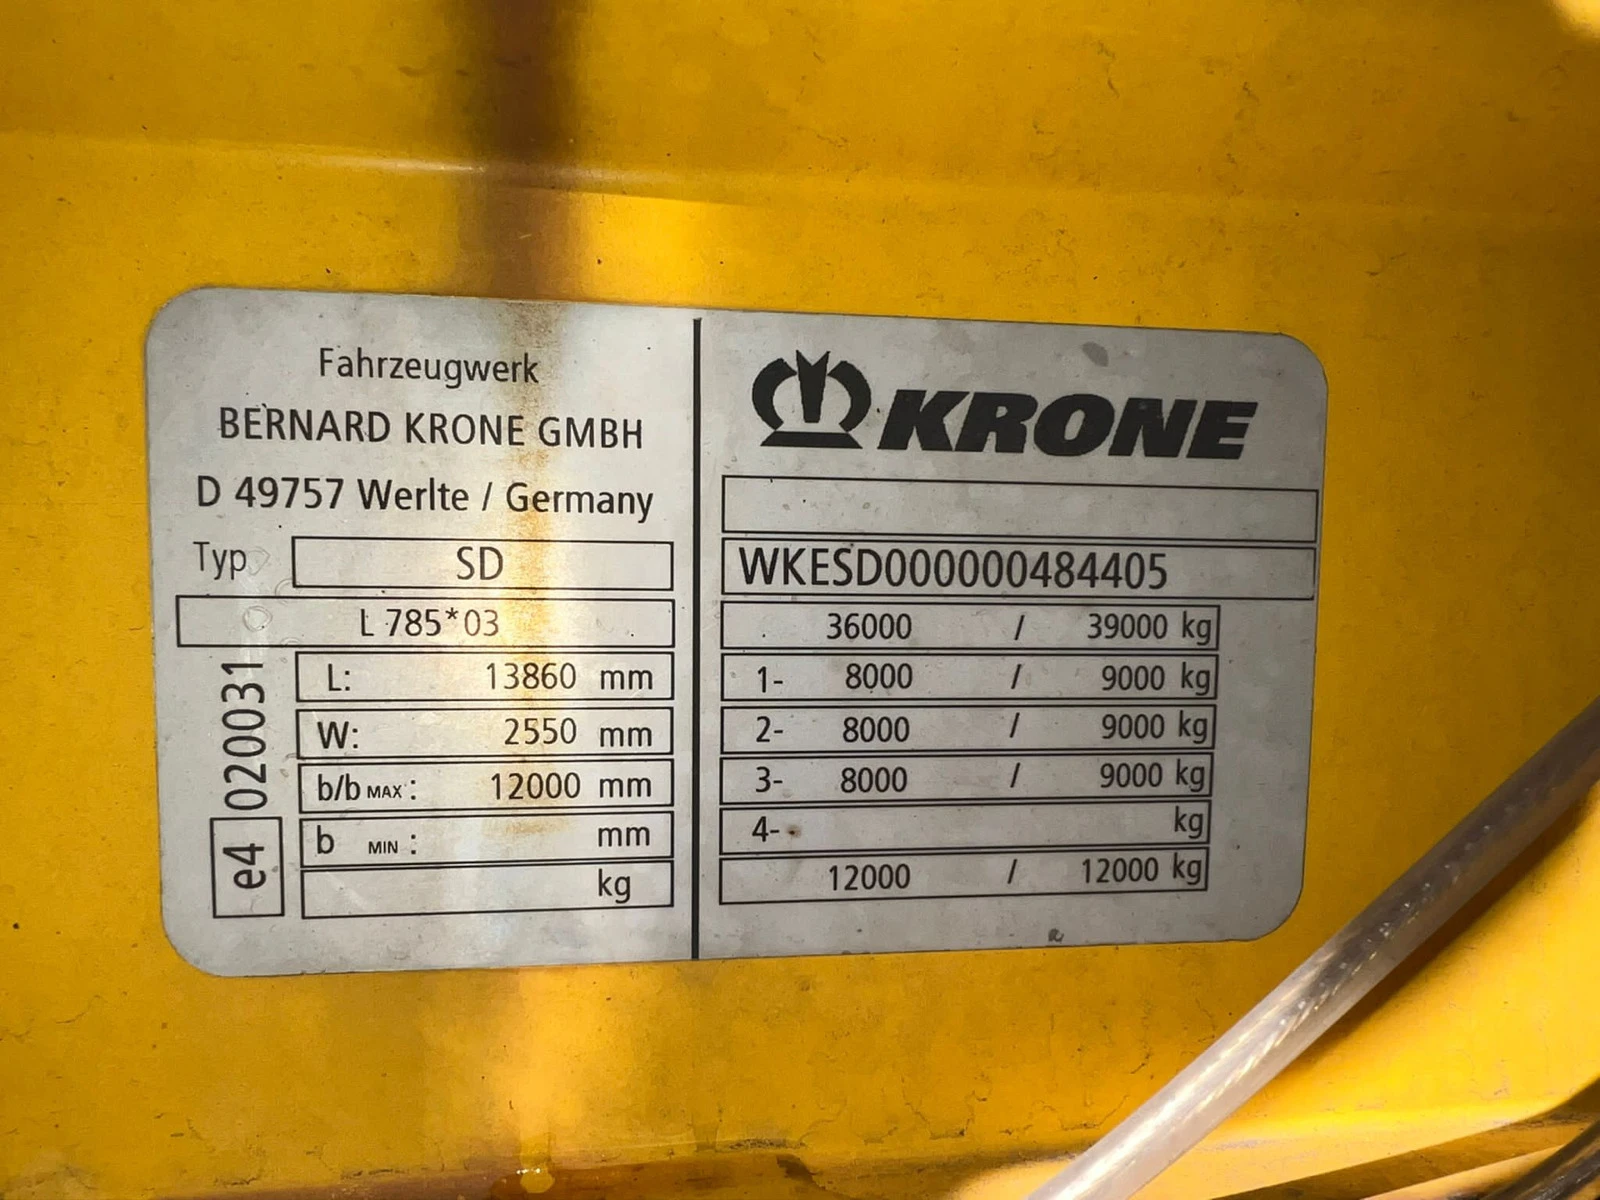 Fahrzeugwerk
BERNARD KRONE GMBH
D 49757 Werlte / Germany
Typ SD
L 785*03
L: 13860 mm
W: 2550 mm
b/b MAX : 12000 mm
b MIN : mm
kg
e4 020031
KRONE
WKESD000000484405
36000 / 39000 kg
1- 8000 / 9000 kg
2- 8000 / 9000 kg
3- 8000 / 9000 kg
4- kg
12000 / 12000 kg